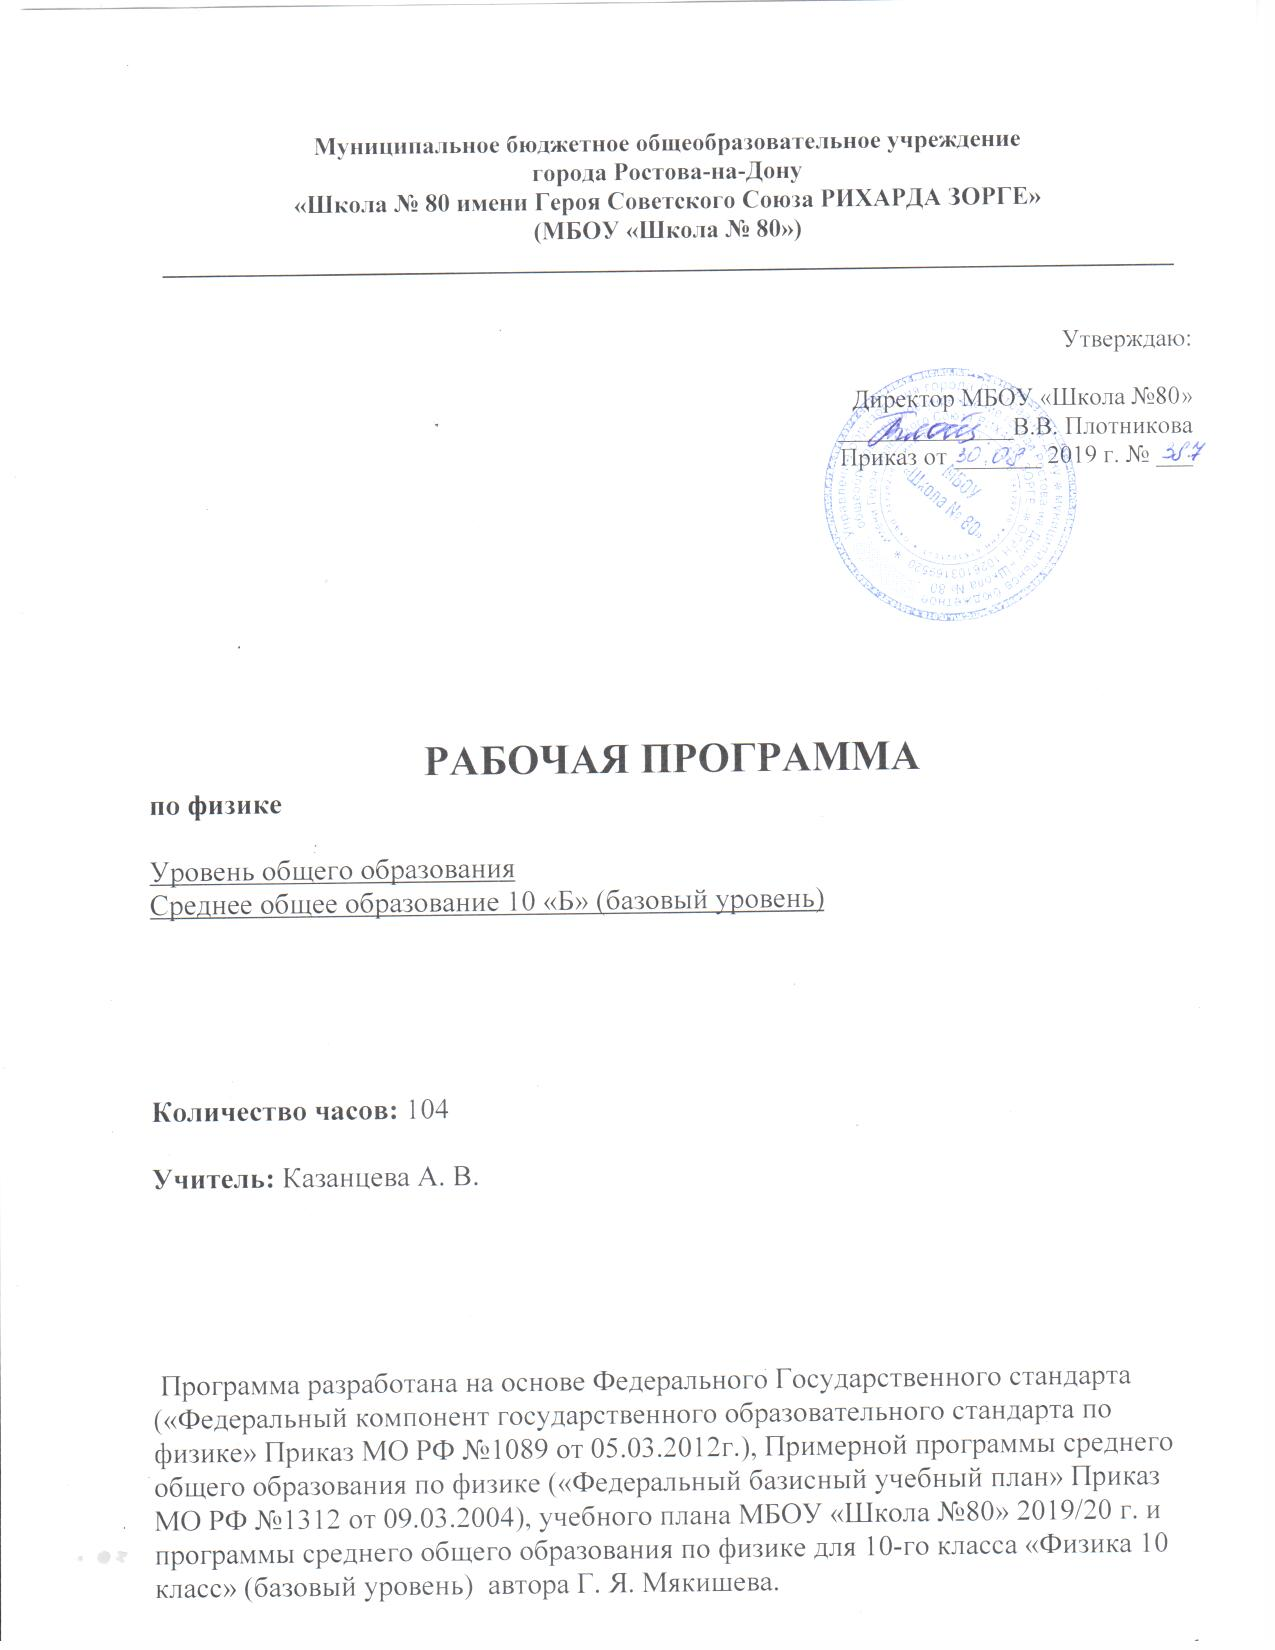 Муниципальное бюджетное общеобразовательное учреждение
города Ростова-на-Дону
«Школа № 80 имени Героя Советского Союза РИХАРДА ЗОРГЕ»
(МБОУ «Школа № 80»)
Утверждаю:
Директор МБОУ «Школа №80»
В.В. Плотникова
Приказ от 30.08 2019 г. № 387
МБОУ
«Школа № 80»
РАБОЧАЯ ПРОГРАММА
по физике
Уровень общего образования
Среднее общее образование 10 «Б» (базовый уровень)
Количество часов: 104
Учитель: Казанцева А. В.
Программа разработана на основе Федерального Государственного стандарта
(«Федеральный компонент государственного образовательного стандарта по
физике» Приказ МО РФ №1089 от 05.03.2012г.), Примерной программы среднего
общего образования по физике («Федеральный базисный учебный план» Приказ
МО РФ №1312 от 09.03.2004), учебного плана МБОУ «Школа №80» 2019/20 г. и
программы среднего общего образования по физике для 10-го класса «Физика 10
класс» (базовый уровень) автора Г. Я. Мякишева.